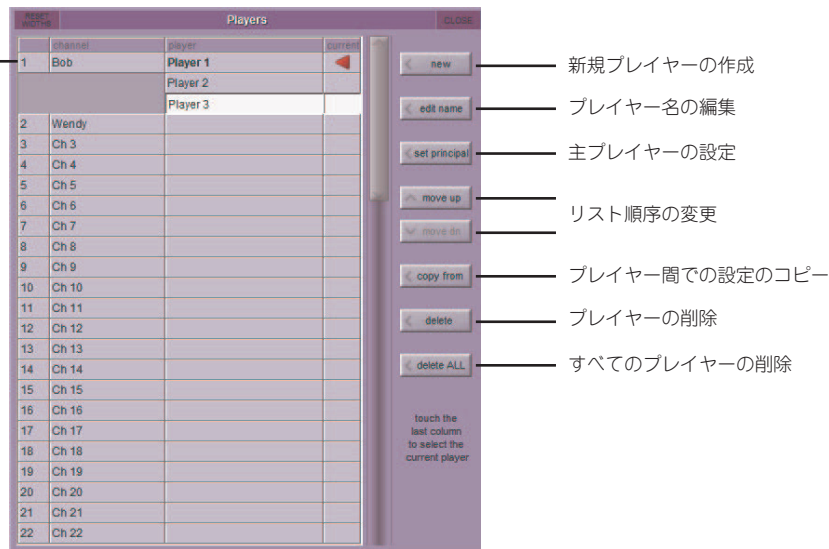 RESET WIDTHS
Players
CLOSE
channel player current
1 Bob Player 1
Player 2
Player 3
2 Wendy
3 Ch 3
4 Ch 4
5 Ch 5
6 Ch 6
7 Ch 7
8 Ch 8
9 Ch 9
10 Ch 10
11 Ch 11
12 Ch 12
13 Ch 13
14 Ch 14
15 Ch 15
16 Ch 16
17 Ch 17
18 Ch 18
19 Ch 19
20 Ch 20
21 Ch 21
22 Ch 22
new 新規プレイヤーの作成
edit name プレイヤー名の編集
set principal 主プレイヤーの設定
move up
リスト順序の変更
move dn
copy from プレイヤー間での設定のコピー
delete プレイヤーの削除
delete ALL すべてのプレイヤーの削除
touch the
last column
to select the
current player